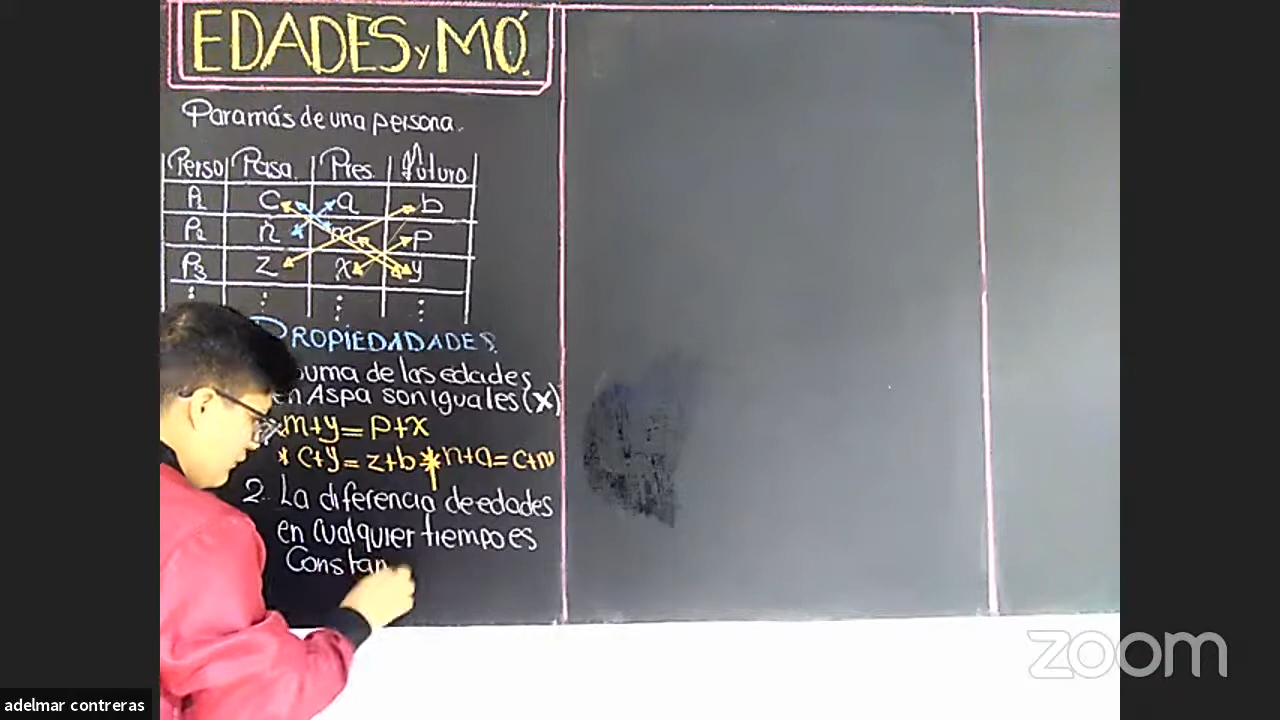 EDADES y MÓ.
Para más de una persona.
Perso Pasa. Pres. Futuro
P1 c a b
P2 n m p
P3 z x y
PROPIEDADADES.
suma de las edades
en Aspa son iguales (x)
m+y=p+x
* c+y=z+b * n+a=c+m
2. La diferencia de edades
en cualquier tiempo es
Constan
zoom
adelmar contreras